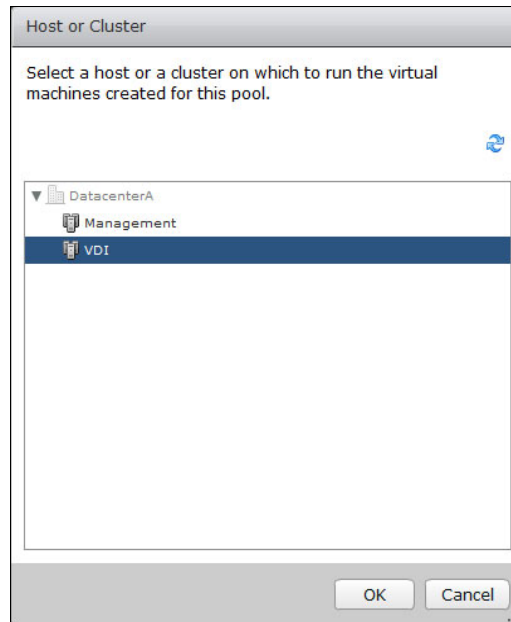 Host or Cluster
Select a host or a cluster on which to run the virtual
machines created for this pool.
DatacenterA
Management
VDI
OK Cancel